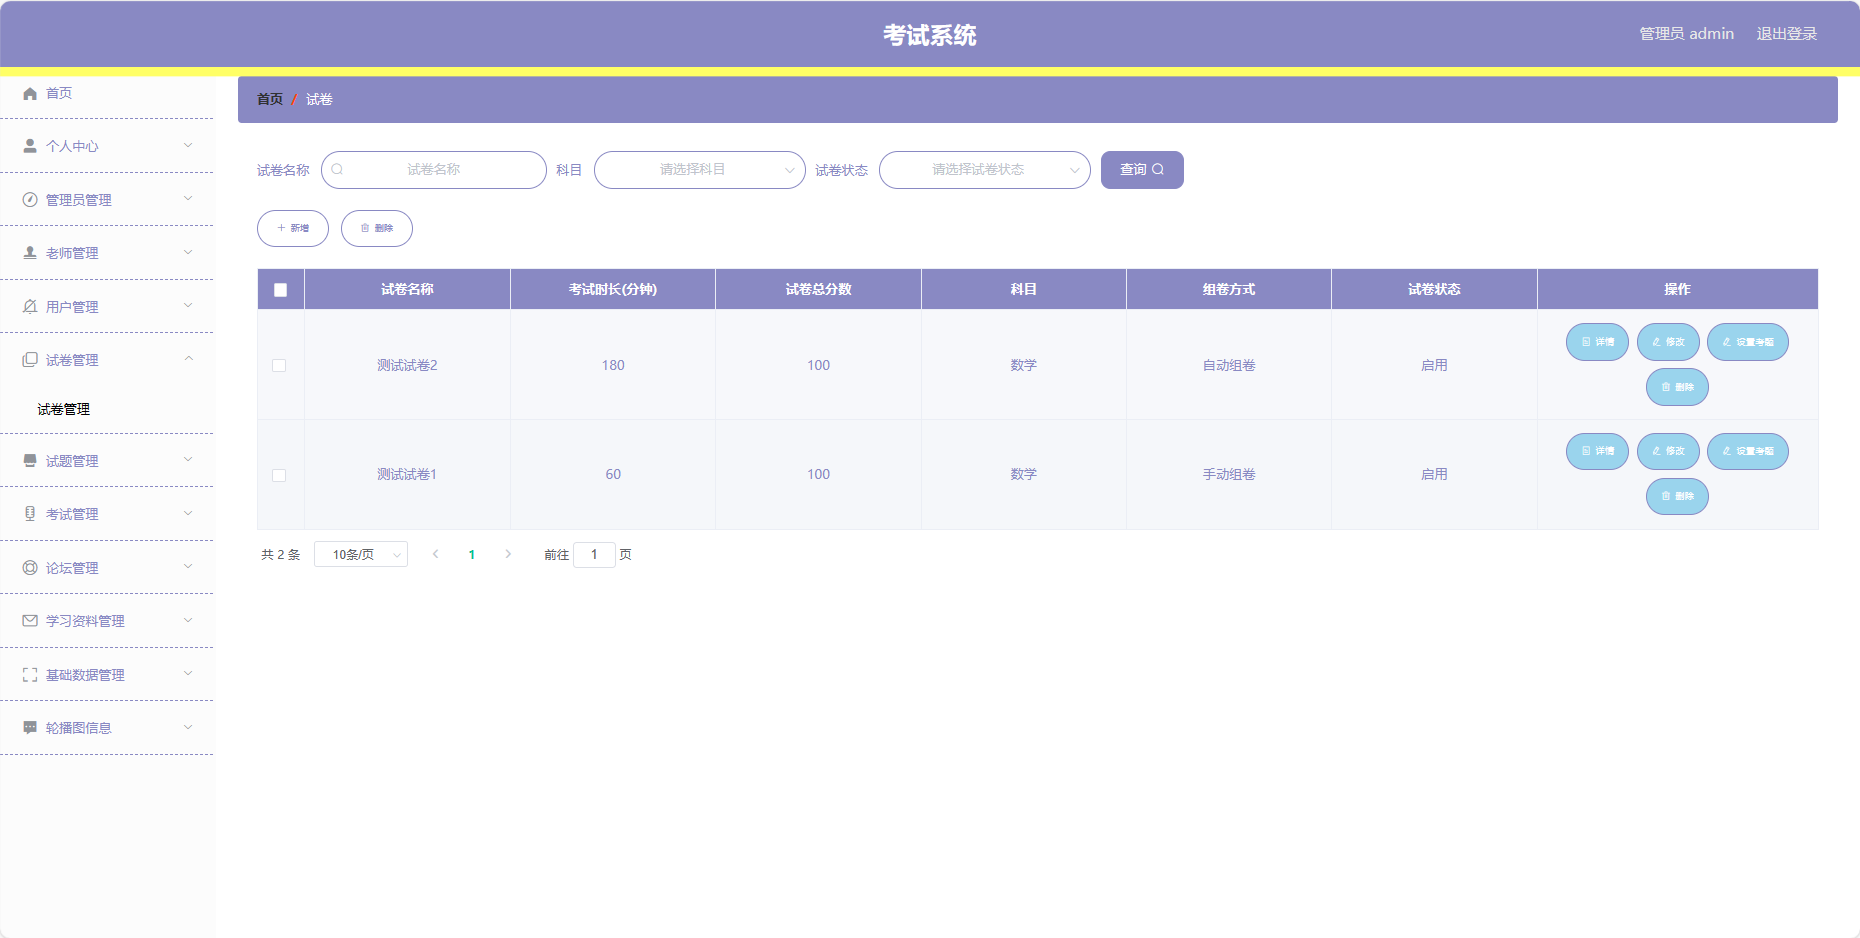 考试系统
管理员 admin
退出登录
首页
个人中心
管理员管理
老师管理
用户管理
试卷管理
试卷管理
试题管理
考试管理
论坛管理
学习资料管理
基础数据管理
轮播图信息
首页 / 试卷
试卷名称 试卷名称 科目 请选择科目 试卷状态 请选择试卷状态 查询
新增 删除
试卷名称 考试时长(分钟) 试卷总分数 科目 组卷方式 试卷状态 操作
测试试卷2 180 100 数学 自动组卷 启用 详情 修改 设置考题
删除
测试试卷1 60 100 数学 手动组卷 启用 详情 修改 设置考题
删除
共 2 条 10条/页 1 前往 1 页